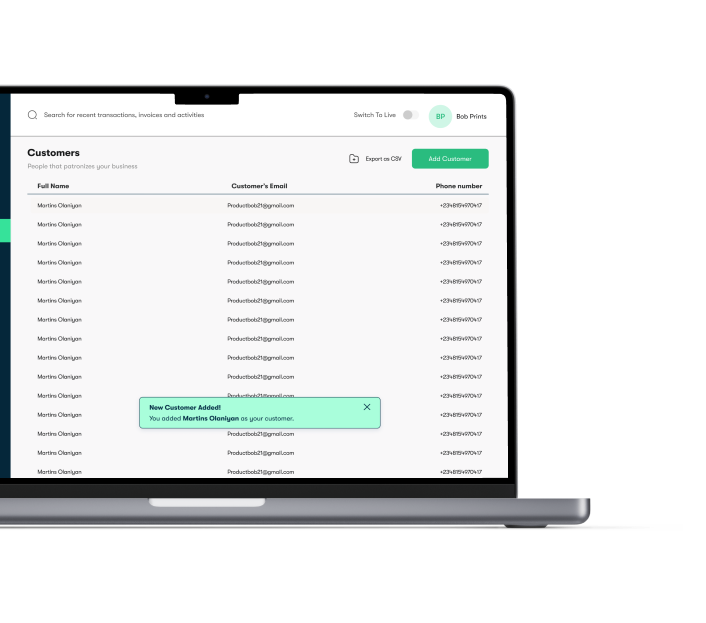 Search for recent transactions, invoices and activities
Switch To Live
BP
Bob Prints
Customers
People that patronizes your business
Export as CSV
Add Customer
Full Name Customer's Email Phone number
Martins Olaniyan Productbob21@gmail.com +2348154970417
Martins Olaniyan Productbob21@gmail.com +2348154970417
Martins Olaniyan Productbob21@gmail.com +2348154970417
Martins Olaniyan Productbob21@gmail.com +2348154970417
Martins Olaniyan Productbob21@gmail.com +2348154970417
Martins Olaniyan Productbob21@gmail.com +2348154970417
Martins Olaniyan Productbob21@gmail.com +2348154970417
Martins Olaniyan Productbob21@gmail.com +2348154970417
Martins Olaniyan Productbob21@gmail.com +2348154970417
Martins Olaniyan Productbob21@gmail.com +2348154970417
Martins Olaniyan Productbob21@gmail.com +2348154970417
New Customer Added!
Martins Olaniyan +2348154970417
You added Martins Olaniyan as your customer.
Martins Olaniyan Productbob21@gmail.com +2348154970417
Martins Olaniyan Productbob21@gmail.com +2348154970417
Martins Olaniyan Productbob21@gmail.com +2348154970417